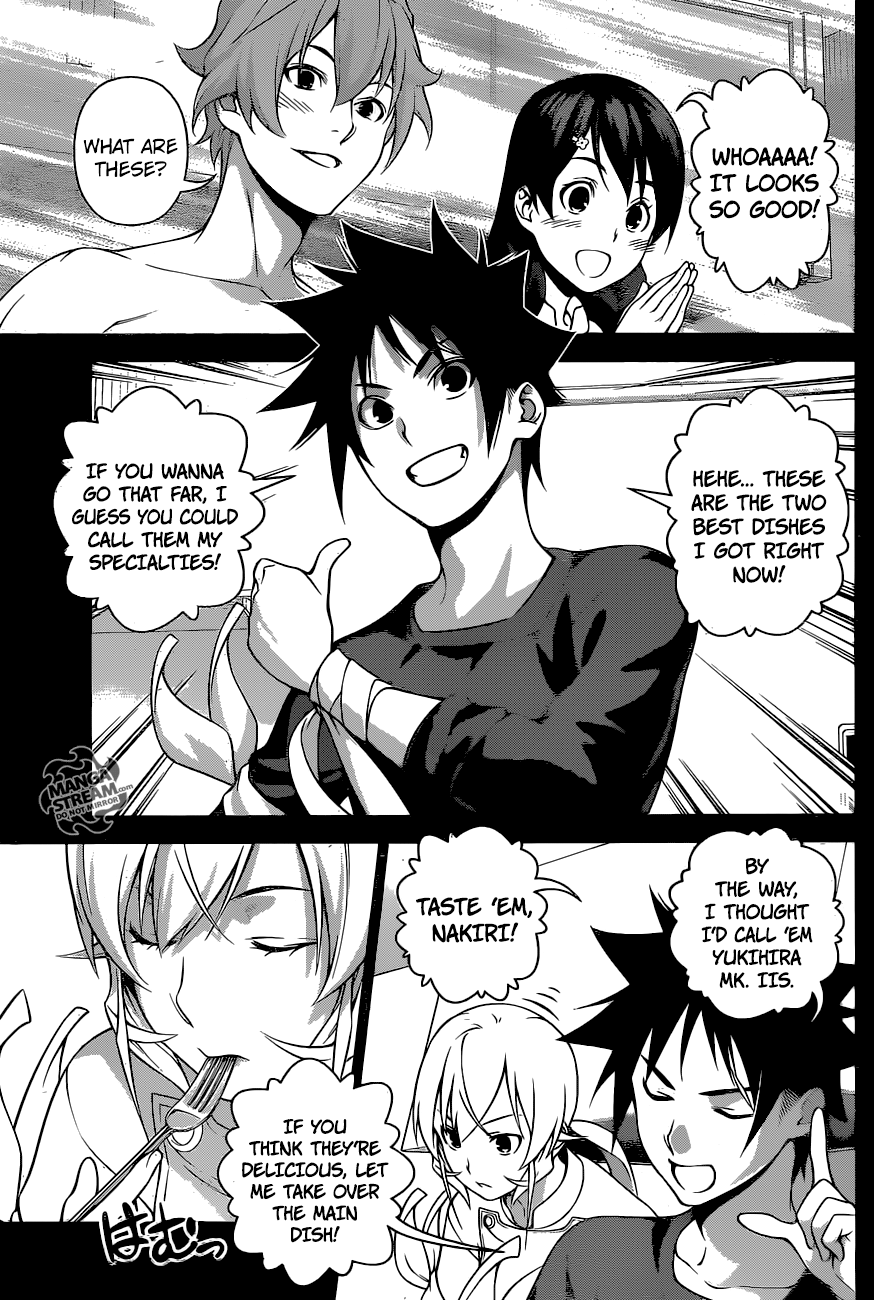 WHOAAAA!
IT LOOKS
SO GOOD!
WHAT ARE
THESE?
HEHE... THESE
ARE THE TWO
BEST DISHES
I GOT RIGHT
NOW!
IF YOU WANNA
GO THAT FAR, I
GUESS YOU COULD
CALL THEM MY
SPECIALTIES!
MANGA
STREAM.com
DO NOT MIRROR
BY
THE WAY,
I THOUGHT
I'D CALL 'EM
YUKIHIRA
MK. IIS.
TASTE 'EM,
NAKIRI!
IF YOU
THINK THEY'RE
DELICIOUS, LET
ME TAKE OVER
THE MAIN
DISH!
はむっ